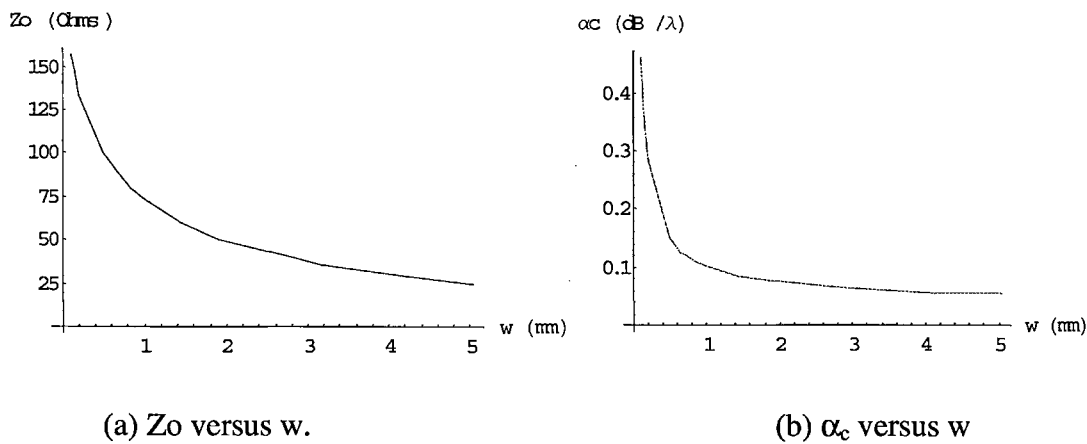 Zo (Ohms)
150
125
100
75
50
25
1 2 3 4 5
w (mm)
(a) Zo versus w.
αc (dB /λ)
0.4
0.3
0.2
0.1
1 2 3 4 5
w (mm)
(b) αc versus w